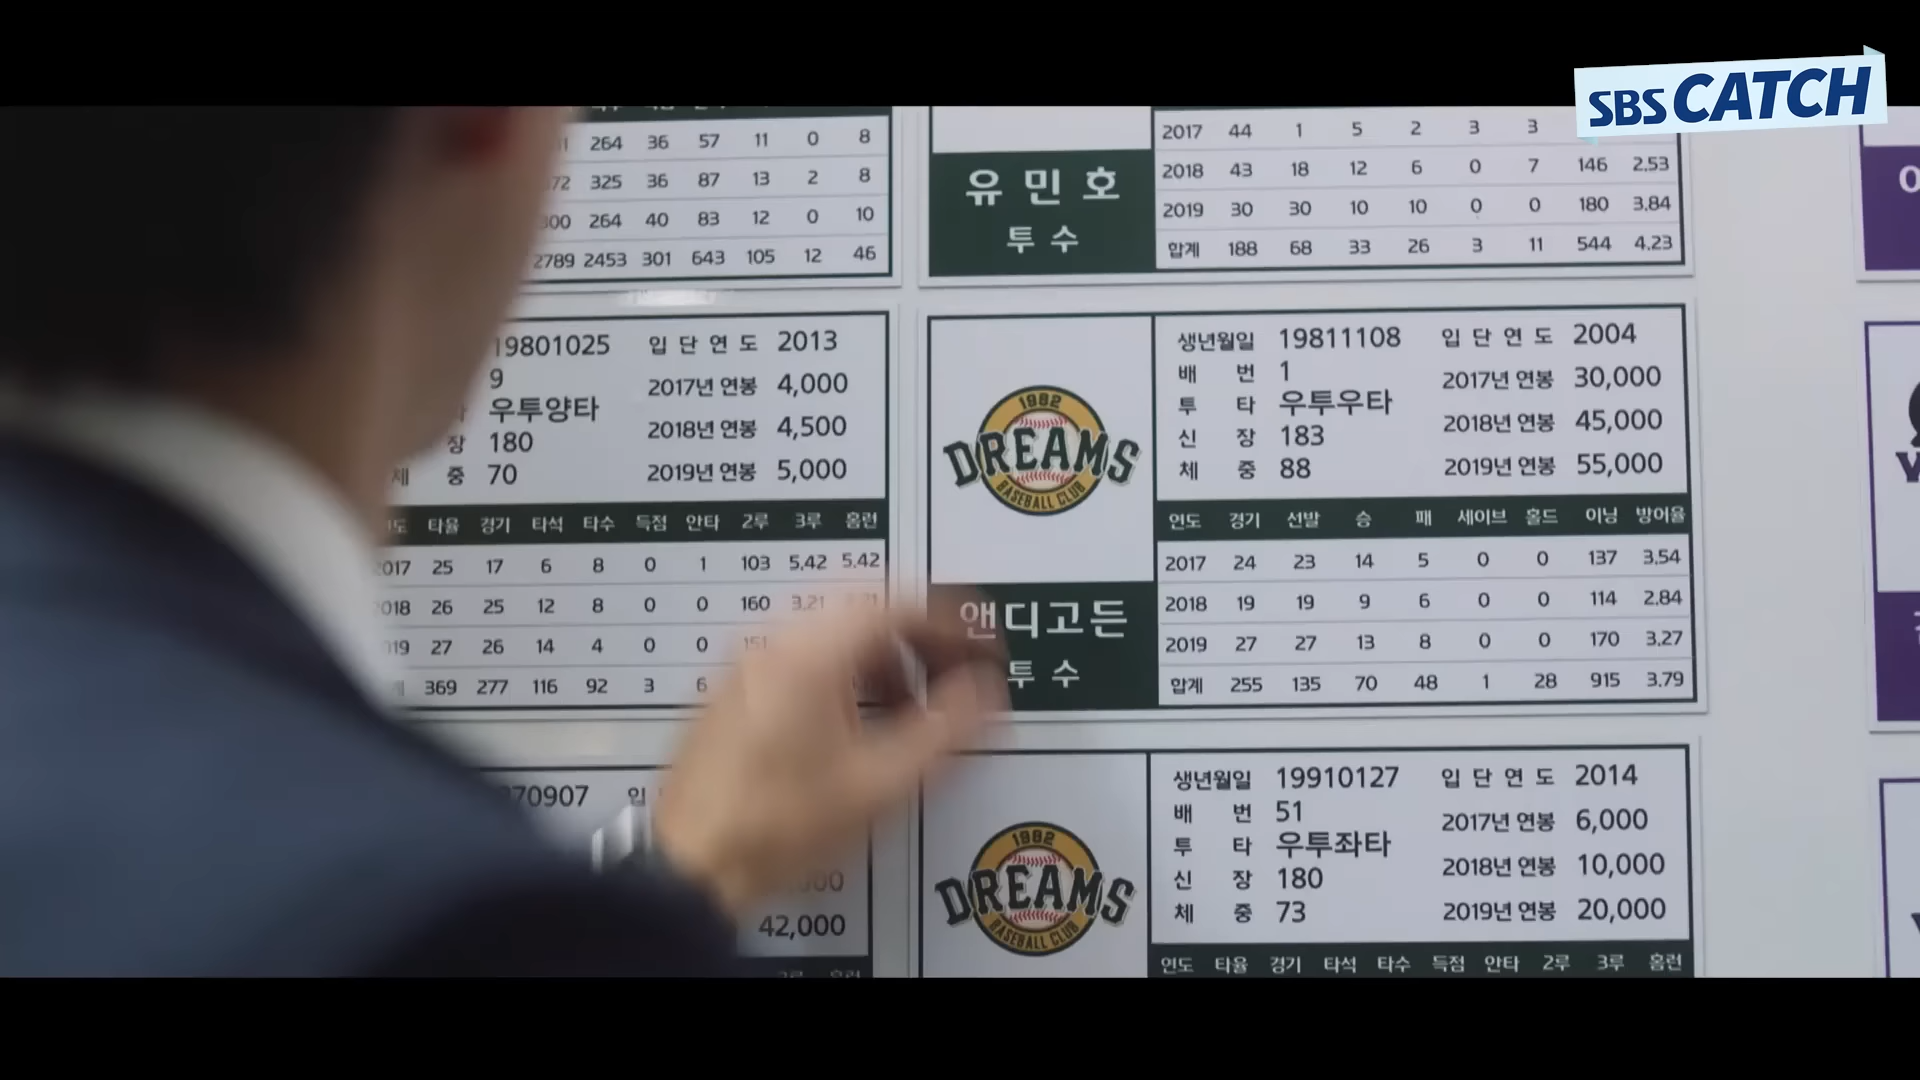 SBS CATCH
264 36 57 11 0 8
325 36 87 13 2 8
264 40 83 12 0 10
2789 2453 301 643 105 12 46
유민호
투수
2017 44 1 5 2 3 3
2018 43 18 12 6 0 7 146 2.53
2019 30 30 10 10 0 0 180 3.84
합계 188 68 33 26 3 11 544 4.23
19801025 입단연도 2013
9 2017년 연봉 4,000
우투양타 2018년 연봉 4,500
장 180
체 중 70 2019년 연봉 5,000
타율 경기 타석 타수 득점 안타 2루 3루 홈런
2017 25 17 6 8 0 1 103 5.42 5.42
2018 26 25 12 8 0 0 160 3.21
27 26 14 4 0 0 151
369 277 116 92 3 6
1982
DREAMS
BASEBALL CLUB
앤디고든
투수
생년월일 19811108 입단연도 2004
배 번 1 2017년 연봉 30,000
투 타 우투우타 2018년 연봉 45,000
신 장 183
체 중 88 2019년 연봉 55,000
연도 경기 선발 승 패 세이브 홀드 이닝 방어율
2017 24 23 14 5 0 0 137 3.54
2018 19 19 9 6 0 0 114 2.84
2019 27 27 13 8 0 0 170 3.27
합계 255 135 70 48 1 28 915 3.79
70907 입
42,000
1982
DREAMS
BASEBALL CLUB
생년월일 19910127 입단연도 2014
배 번 51 2017년 연봉 6,000
투 타 우투좌타 2018년 연봉 10,000
신 장 180
체 중 73 2019년 연봉 20,000
연도 타율 경기 타석 타수 득점 안타 2루 3루 홈런